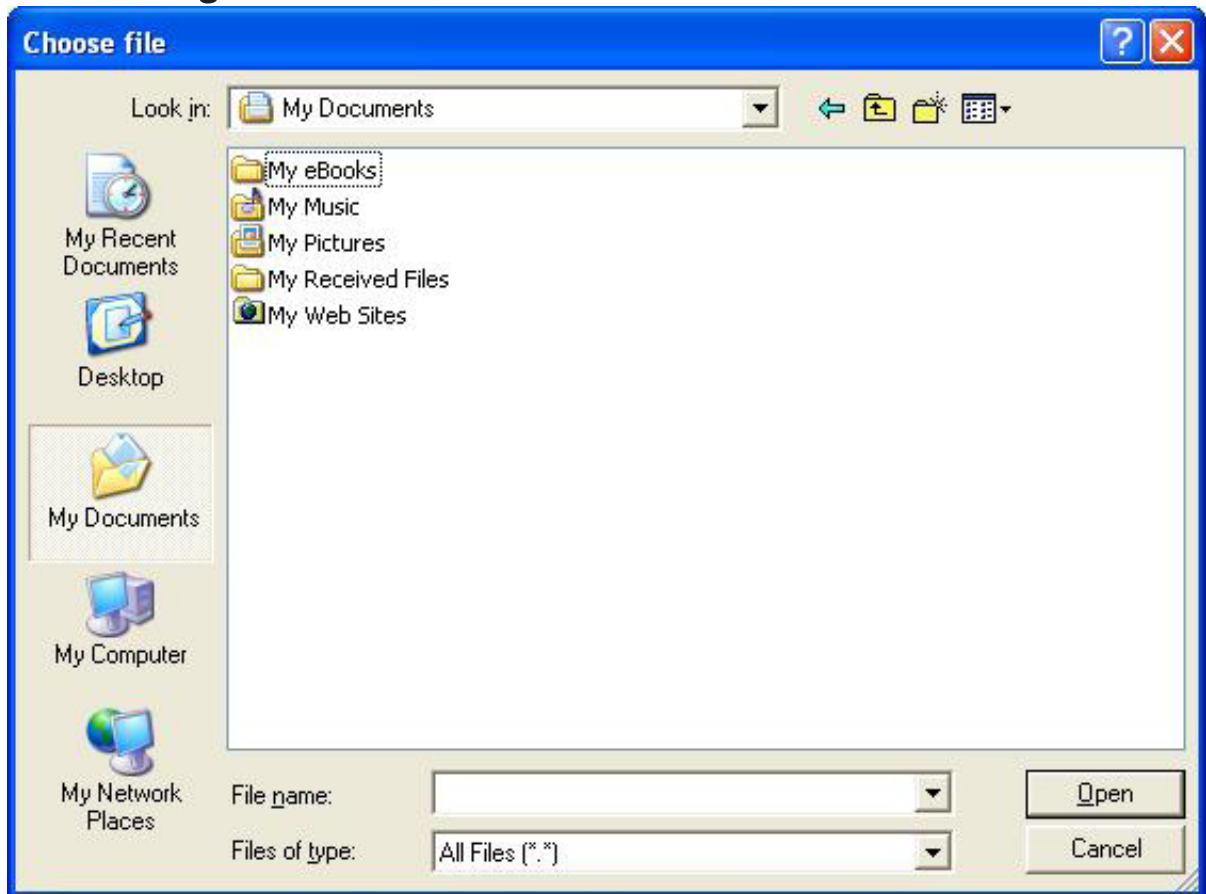 Choose file
Look in:
My Documents
My eBooks
My Music
My Pictures
My Received Files
My Web Sites
My Recent
Documents
Desktop
My Documents
My Computer
My Network
Places
File name:
Open
Files of type:
All Files (*.*)
Cancel